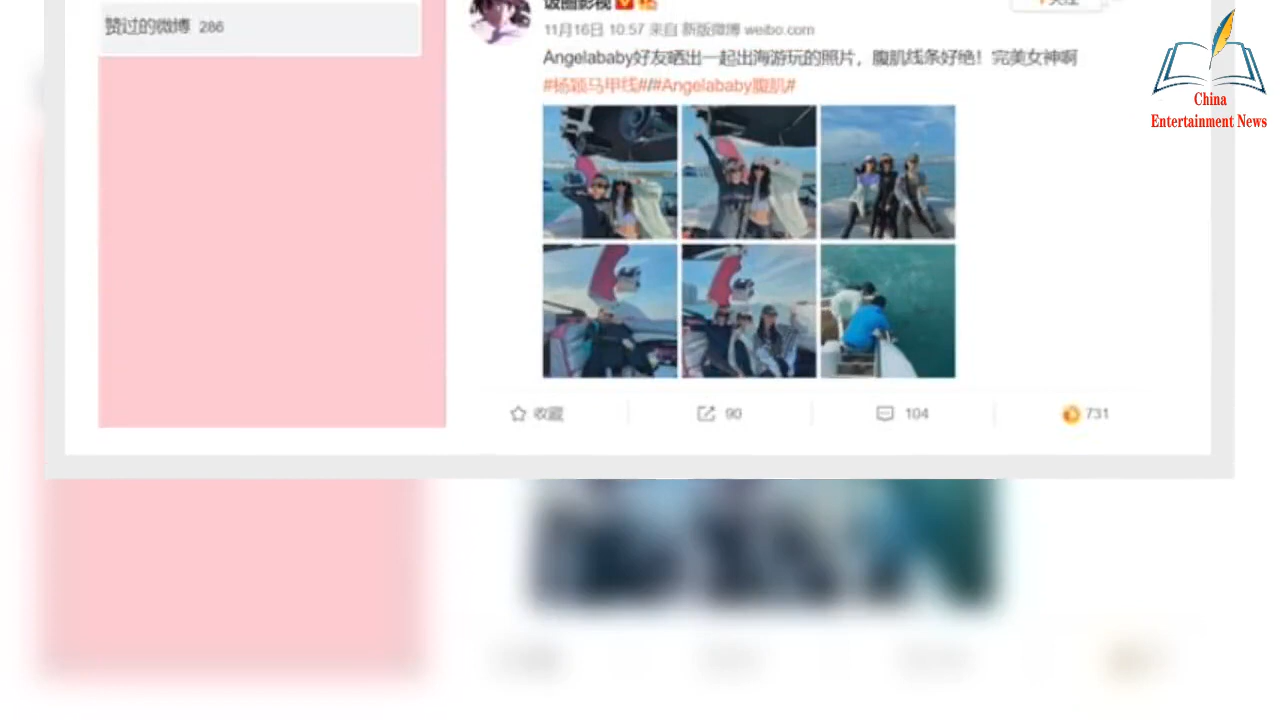 赞过的微博 286
饭圈影视
11月16日 10:57 来自 新版微博 weibo.com
Angelababy好友晒出一起出海游玩的照片，腹肌线条好绝！完美女神啊
#杨颖马甲线#/#Angelababy腹肌#
收藏
90
104
731
China
Entertainment News